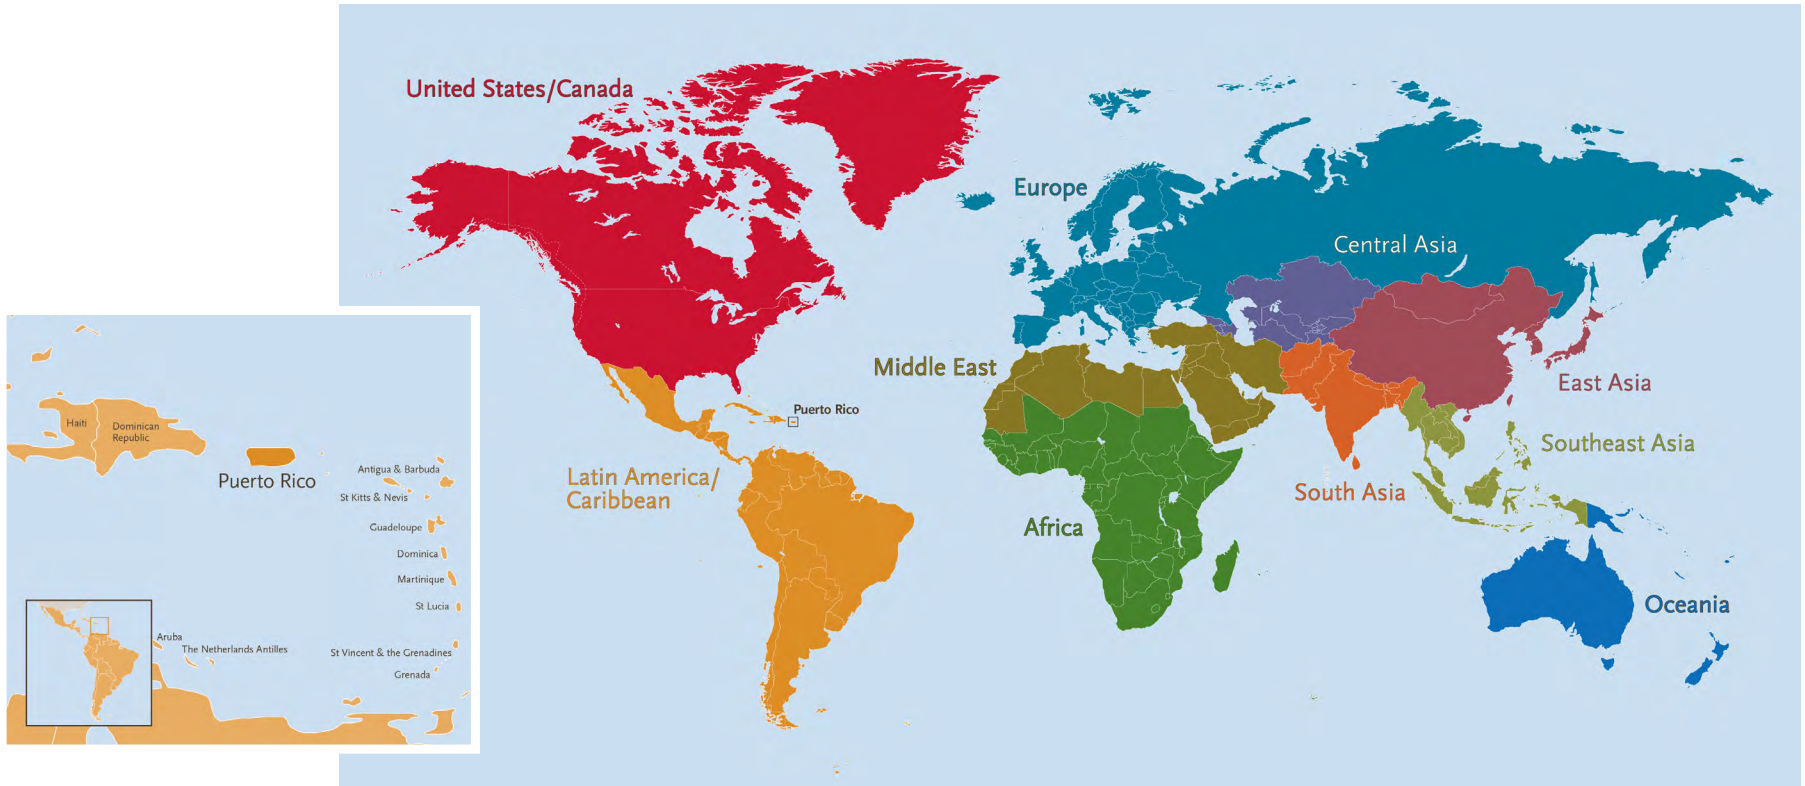 United States/Canada
Europe
Central Asia
Middle East
East Asia
Puerto Rico
Southeast Asia
Latin America/
Caribbean
South Asia
Africa
Oceania
Haiti
Dominican
Republic
Puerto Rico
Antigua & Barbuda
St Kitts & Nevis
Guadeloupe
Dominica
Martinique
St Lucia
Aruba
The Netherlands Antilles
St Vincent & the Grenadines
Grenada